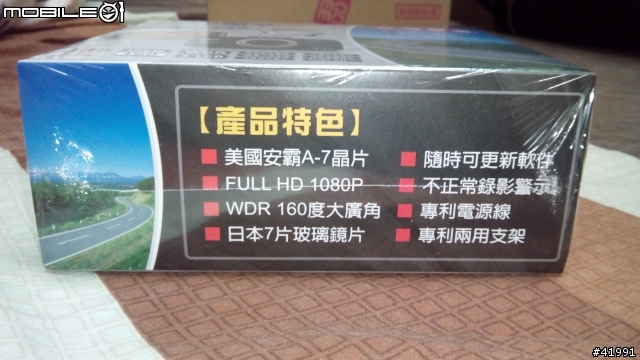 MOBILE01
【產品特色】
美國安霸A-7晶片
FULL HD 1080P
WDR 160度大廣角
日本7片玻璃鏡片
隨時可更新軟件
不正常錄影警示
專利電源線
專利兩用支架
#41991